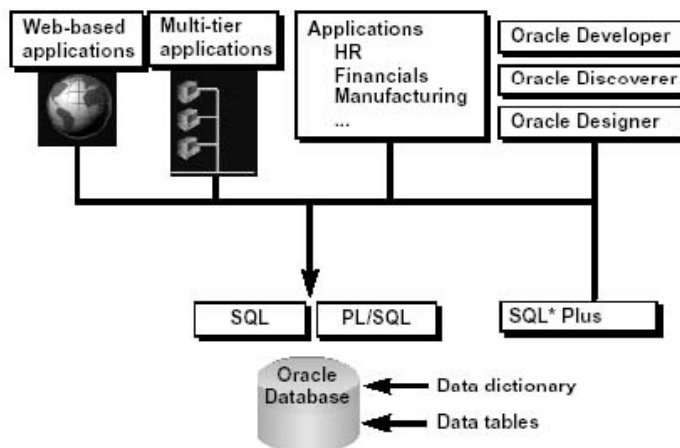 Web-based
applications
Multi-tier
applications
Applications
HR
Financials
Manufacturing
...
Oracle Developer
Oracle Discoverer
Oracle Designer
SQL
PL/SQL
SQL* Plus
Oracle
Database
Data dictionary
Data tables